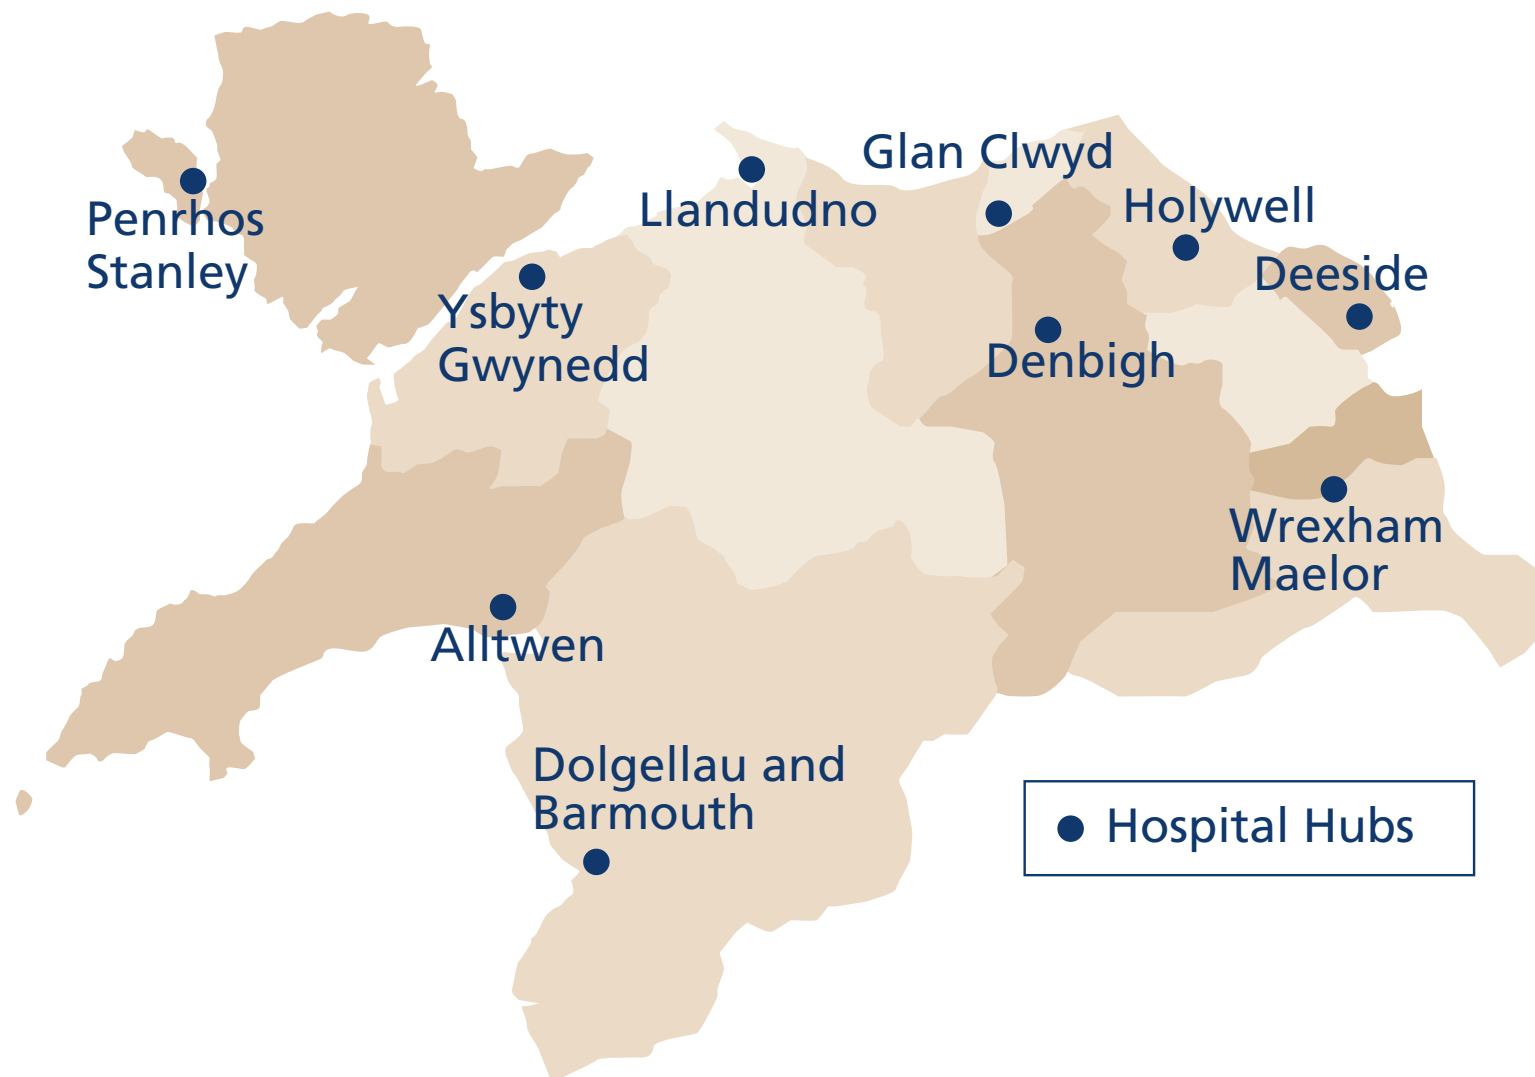 Glan Clwyd
Penrhos
Stanley
Llandudno
Holywell
Deeside
Ysbyty
Gwynedd
Denbigh
Wrexham
Maelor
Alltwen
Dolgellau and
Barmouth
Hospital Hubs